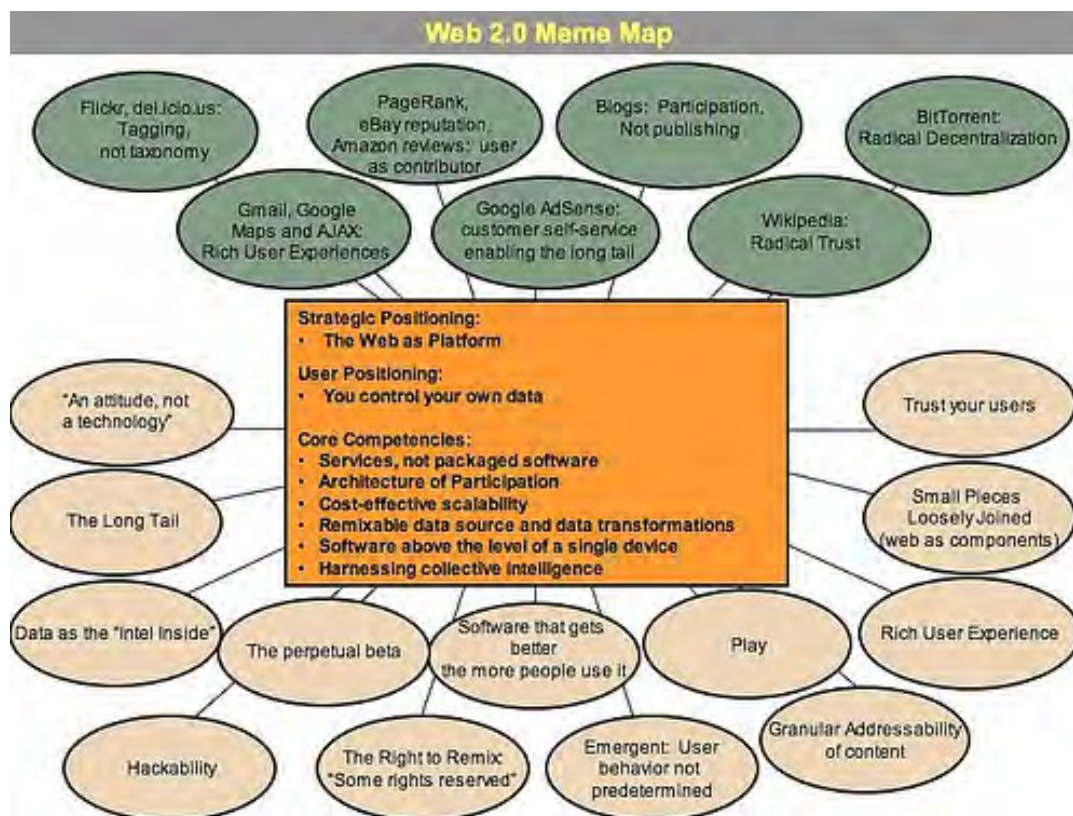 Web 2.0 Meme Map
Flickr, del.icio.us:
Tagging,
not taxonomy
PageRank,
eBay reputation,
Amazon reviews: user
as contributor
Blogs: Participation,
Not publishing
BitTorrent:
Radical Decentralization
Gmail, Google
Maps and AJAX:
Rich User Experiences
Google AdSense:
customer self-service
enabling the long tail
Wikipedia:
Radical Trust
Strategic Positioning:
• The Web as Platform
User Positioning:
• You control your own data
Core Competencies:
• Services, not packaged software
• Architecture of Participation
• Cost-effective scalability
• Remixable data source and data transformations
• Software above the level of a single device
• Harnessing collective intelligence
"An attitude, not
a technology"
Trust your users
The Long Tail
Small Pieces
Loosely Joined
(web as components)
Data as the "Intel Inside"
The perpetual beta
Software that gets
better
the more people use it
Play
Rich User Experience
Hackability
The Right to Remix:
"Some rights reserved"
Emergent: User
behavior not
predetermined
Granular Addressability
of content